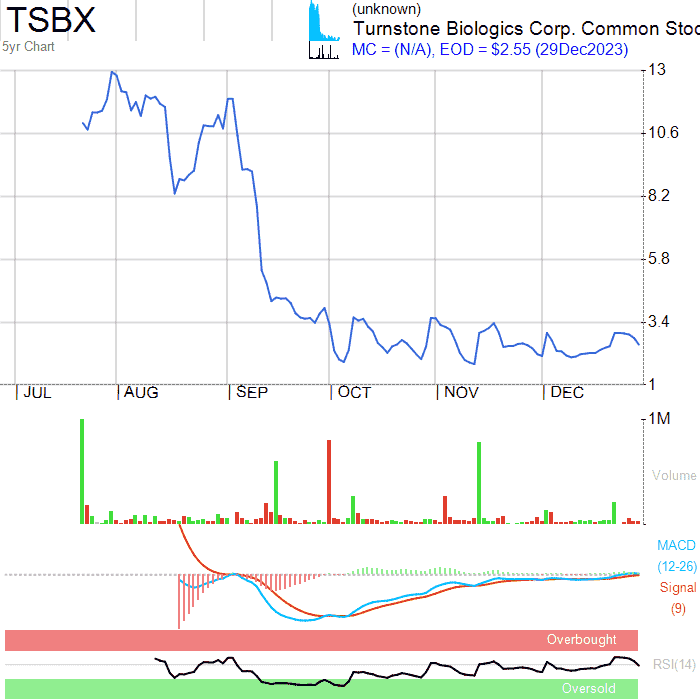 TSBX
5yr Chart
(unknown)
Turnstone Biologics Corp. Common Stoc
MC = (N/A), EOD = $2.55 (29Dec2023)
13
10.6
8.2
5.8
3.4
1
JUL AUG SEP OCT NOV DEC
1M
Volume
MACD
(12-26)
Signal
(9)
Overbought
RSI(14)
Oversold